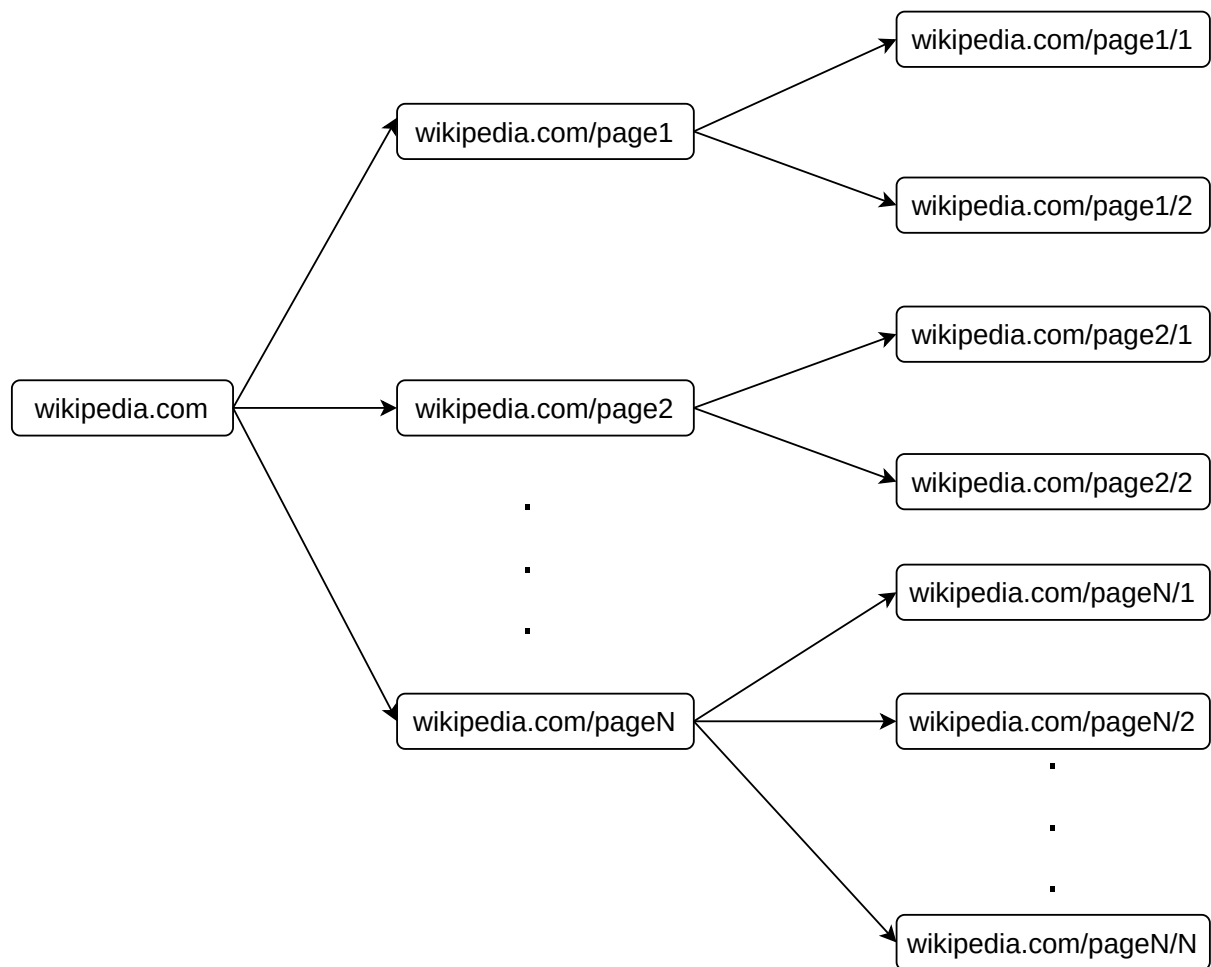 wikipedia.com
wikipedia.com/page1
wikipedia.com/page2
.
.
.
wikipedia.com/pageN
wikipedia.com/page1/1
wikipedia.com/page1/2
wikipedia.com/page2/1
wikipedia.com/page2/2
wikipedia.com/pageN/1
wikipedia.com/pageN/2
.
.
.
wikipedia.com/pageN/N